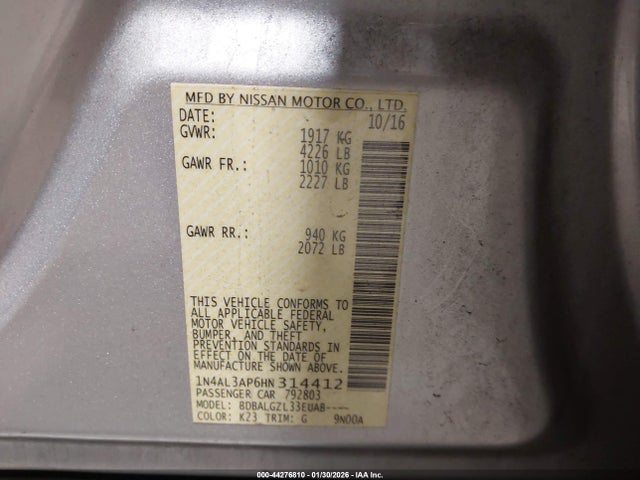 MFD BY NISSAN MOTOR CO., LTD.
DATE: 10/16
GVWR: 1917 KG
4226 LB
GAWR FR.: 1010 KG
2227 LB
GAWR RR.: 940 KG
2072 LB
THIS VEHICLE CONFORMS TO
ALL APPLICABLE FEDERAL
MOTOR VEHICLE SAFETY,
BUMPER, AND THEFT
PREVENTION STANDARDS IN
EFFECT ON THE DATE OF
MANUFACTURE SHOWN ABOVE.
1N4AL3AP6HN314412
PASSENGER CAR 792803
MODEL: BDBALGZL33EUAB----
COLOR: K23 TRIM: G 9N00A
000-44276810 - 01/30/2026 - IAA Inc.